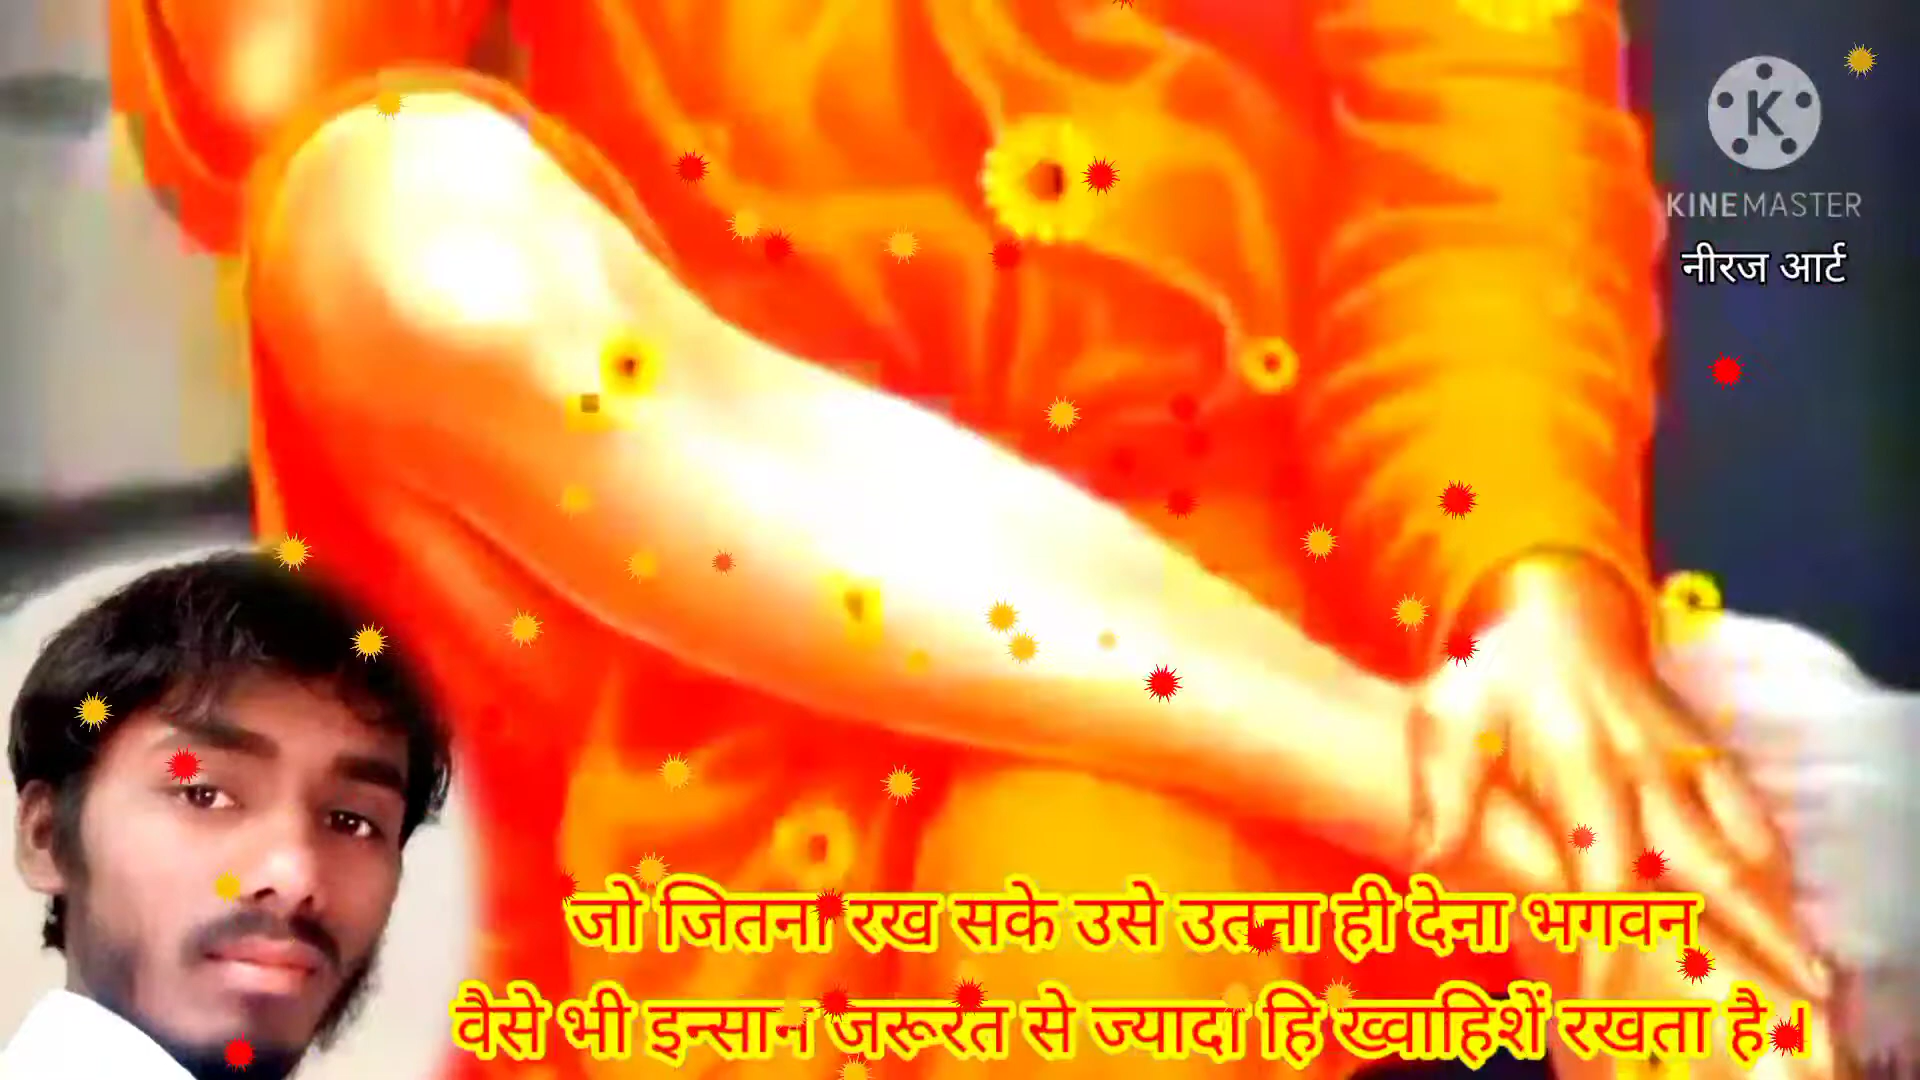 KINEMASTER
नीरज आर्ट
जो जितना रख सके उसे उतना ही देना भगवन्
वैसे भी इन्सान जरूरत से ज्यादा हि ख्वाहिशें रखता है ।